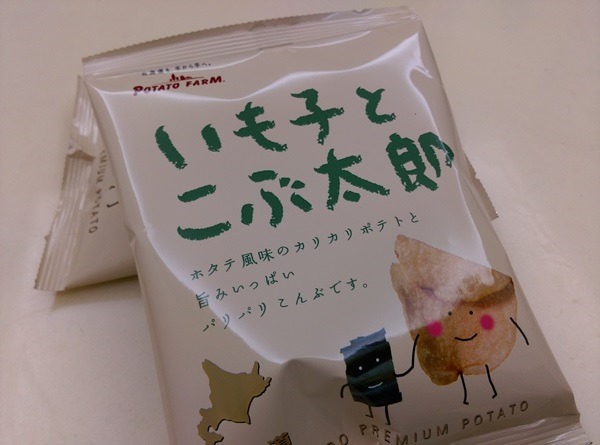 POTATO FARM
いも子と
こぶ太郎
ホタテ風味のカリカリポテトと
旨みいっぱい
パリパリこんぶです。
PREMIUM POTATO
MIUM POTATO